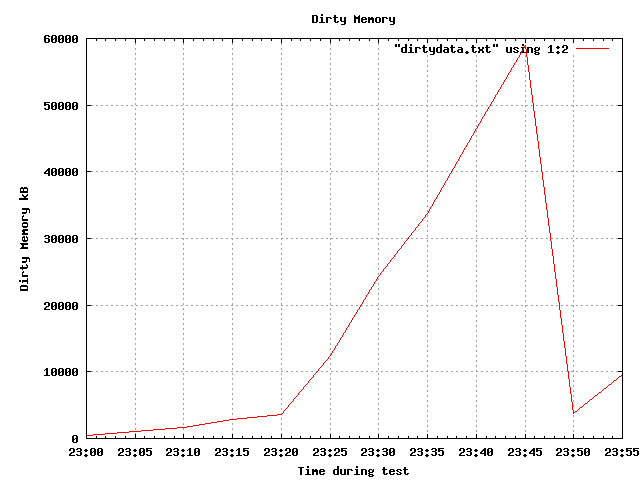 Dirty Memory
"dirtydata.txt" using 1:2
60000
50000
40000
30000
20000
10000
0
Dirty Memory kB
23:00 23:05 23:10 23:15 23:20 23:25 23:30 23:35 23:40 23:45 23:50 23:55
Time during test